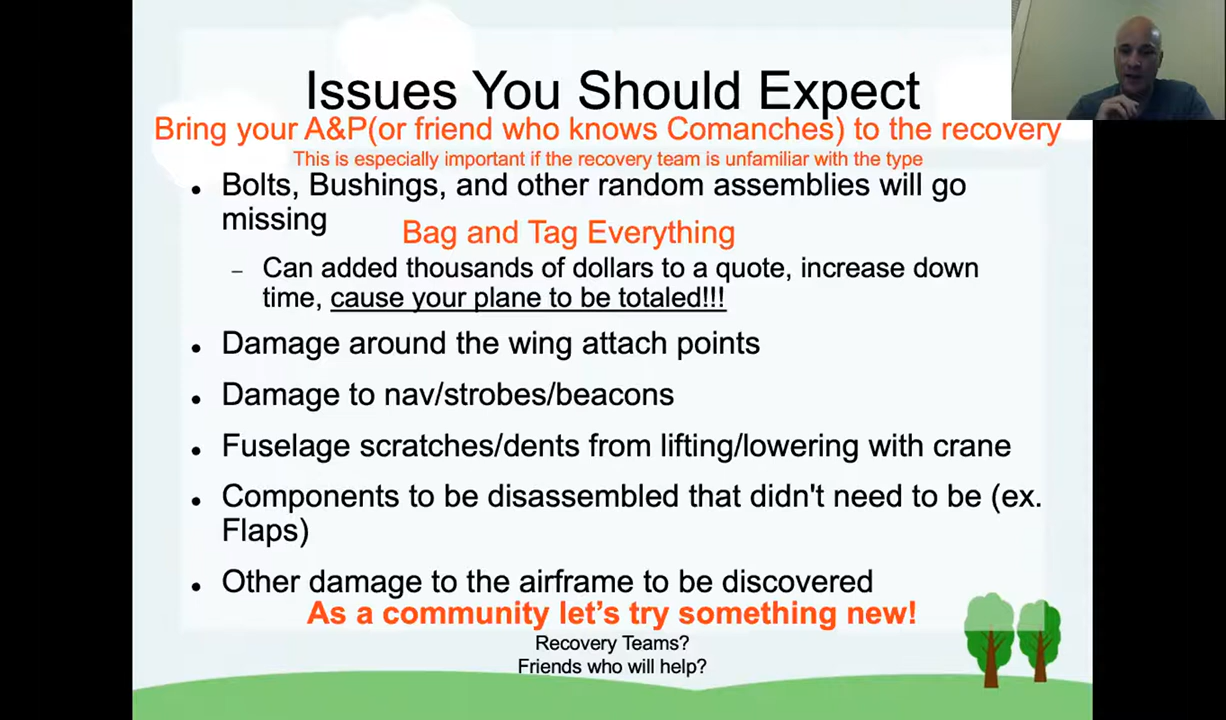 Issues You Should Expect
Bring your A&P(or friend who knows Comanches) to the recovery
This is especially important if the recovery team is unfamiliar with the type
• Bolts, Bushings, and other random assemblies will go
missing
Bag and Tag Everything
– Can added thousands of dollars to a quote, increase down
time, cause your plane to be totaled!!!
• Damage around the wing attach points
• Damage to nav/strobes/beacons
• Fuselage scratches/dents from lifting/lowering with crane
• Components to be disassembled that didn't need to be (ex.
Flaps)
• Other damage to the airframe to be discovered
As a community let's try something new!
Recovery Teams?
Friends who will help?